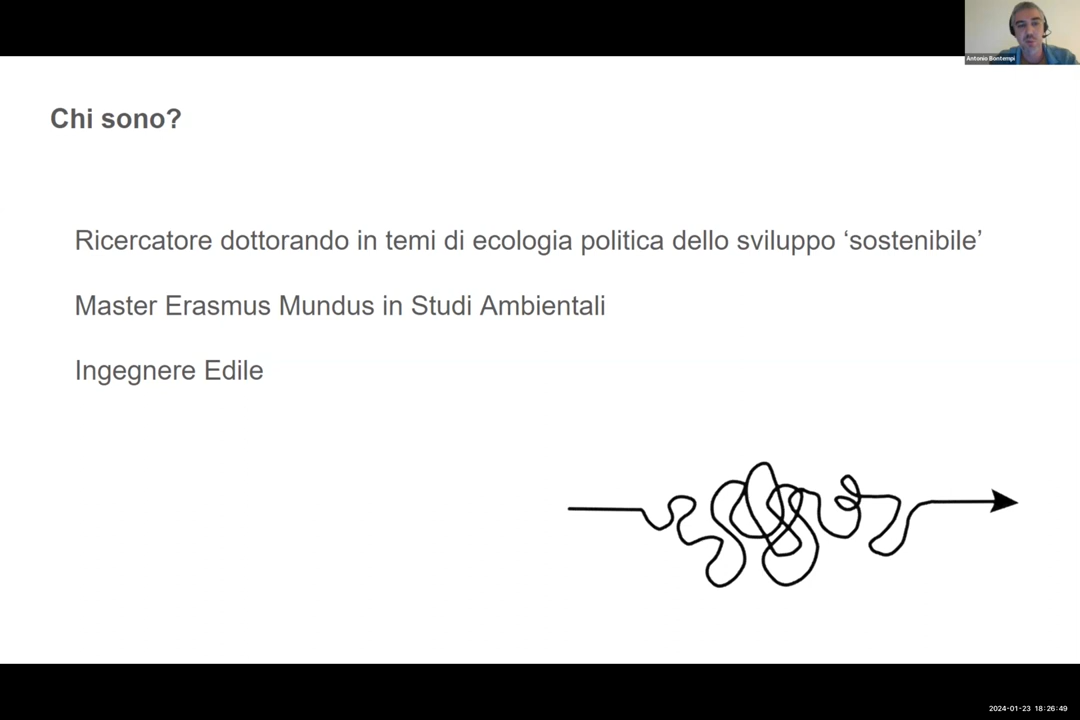 Antonio Bontempi
Chi sono?
Ricercatore dottorando in temi di ecologia politica dello sviluppo ‘sostenibile’
Master Erasmus Mundus in Studi Ambientali
Ingegnere Edile
2024-01-23 18:26:49